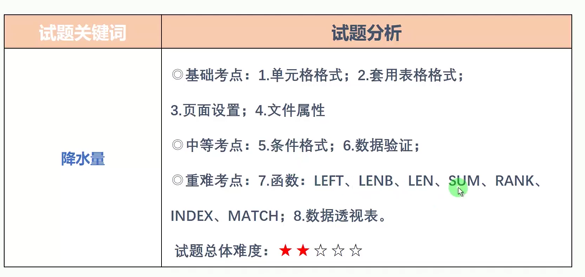 试题关键词 试题分析
◎基础考点：1.单元格格式；2.套用表格格式；
3.页面设置；4.文件属性
◎中等考点：5.条件格式；6.数据验证；
降水量
◎重难考点：7.函数：LEFT、LENB、LEN、SUM、RANK、
INDEX、MATCH；8.数据透视表。
试题总体难度：★★☆☆☆